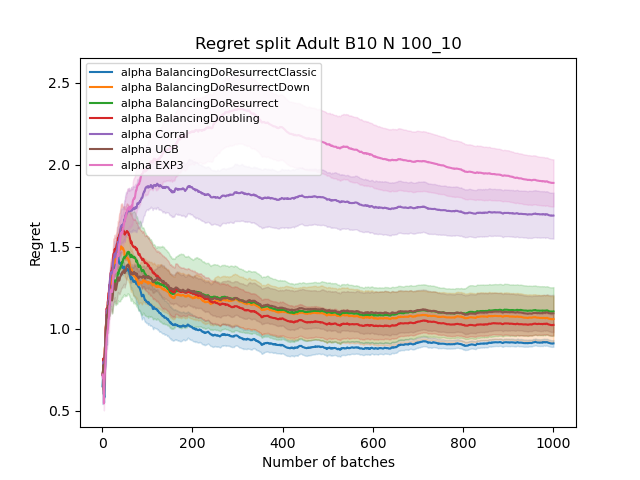 Regret split Adult B10 N 100_10
alpha BalancingDoResurrectClassic
alpha BalancingDoResurrectDown
alpha BalancingDoResurrect
alpha BalancingDoubling
alpha Corral
alpha UCB
alpha EXP3
2.5
2.0
1.5
1.0
0.5
Regret
0
200
400
600
800
1000
Number of batches